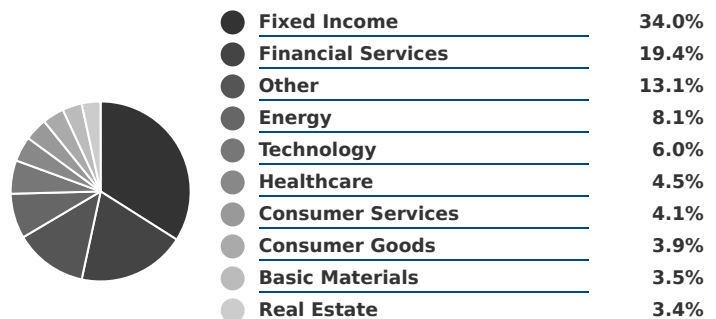 Fixed Income 34.0%
Financial Services 19.4%
Other 13.1%
Energy 8.1%
Technology 6.0%
Healthcare 4.5%
Consumer Services 4.1%
Consumer Goods 3.9%
Basic Materials 3.5%
Real Estate 3.4%